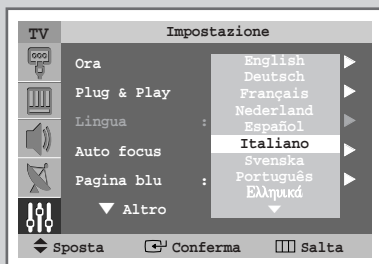 TV Impostazione
Ora
Plug & Play
Lingua :
Auto focus
Pagina blu :
Altro
English
Deutsch
Français
Nederland
Español
Italiano
Svenska
Português
Ελληνικά
Sposta Conferma Salta